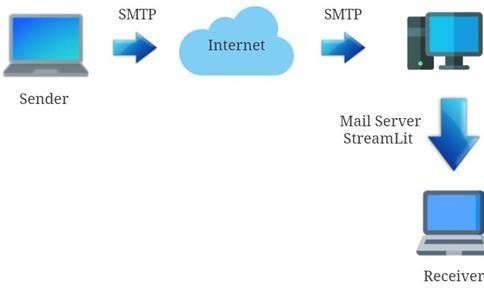 SMTP
SMTP
Internet
Sender
Mail Server
StreamLit
Receiver